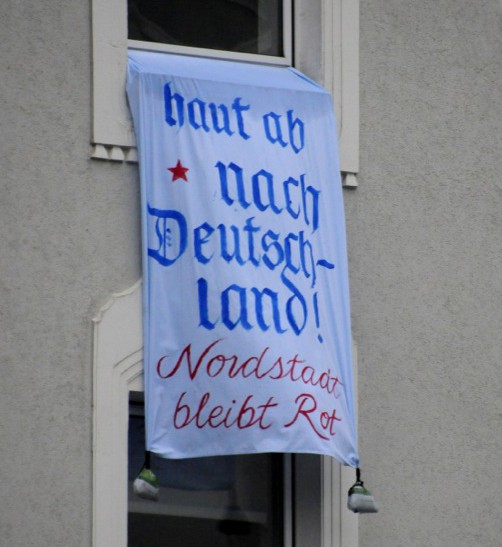 haut ab
nach
Deutsch-
land!
Nordstadt
bleibt Rot